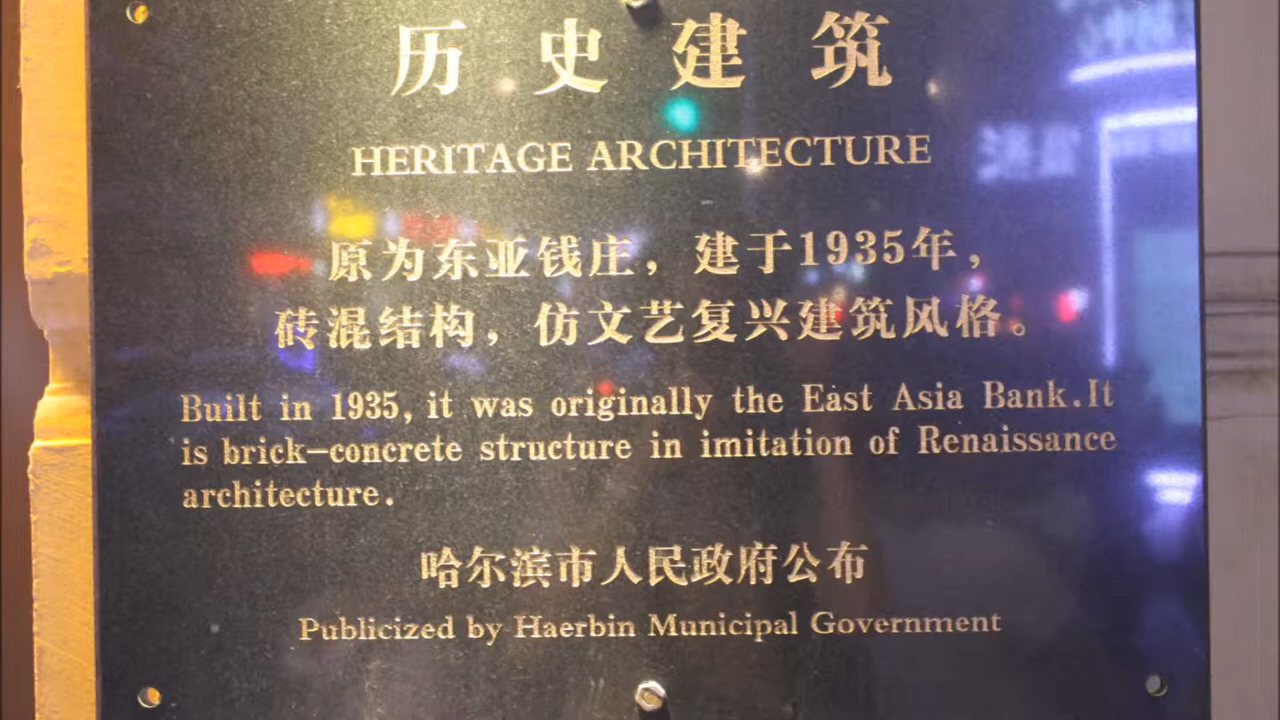 历史建筑
HERITAGE ARCHITECTURE
原为东亚钱庄，建于1935年，
砖混结构，仿文艺复兴建筑风格。
Built in 1935, it was originally the East Asia Bank.It
is brick-concrete structure in imitation of Renaissance
architecture.
哈尔滨市人民政府公布
Publicized by Haerbin Municipal Government